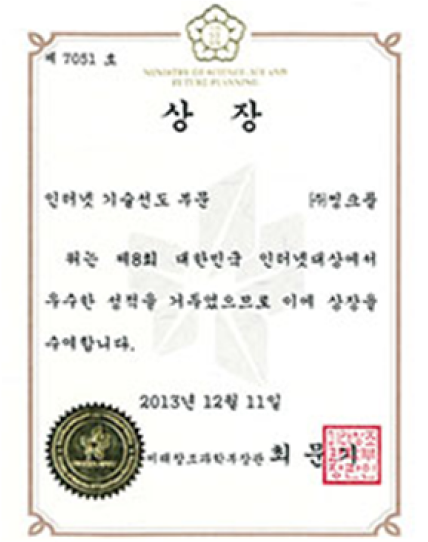 제 7051 호
MINISTRY OF SCIENCE, ICT AND
FUTURE PLANNING
상 장
인터넷 기술선도 부문 ㈜밍크플
위는 제8회 대한민국 인터넷대상에서
우수한 성적을 거두었으므로 이에 상장을
수여합니다.
2013년 12월 11일
미래창조과학부장관 최 문 기